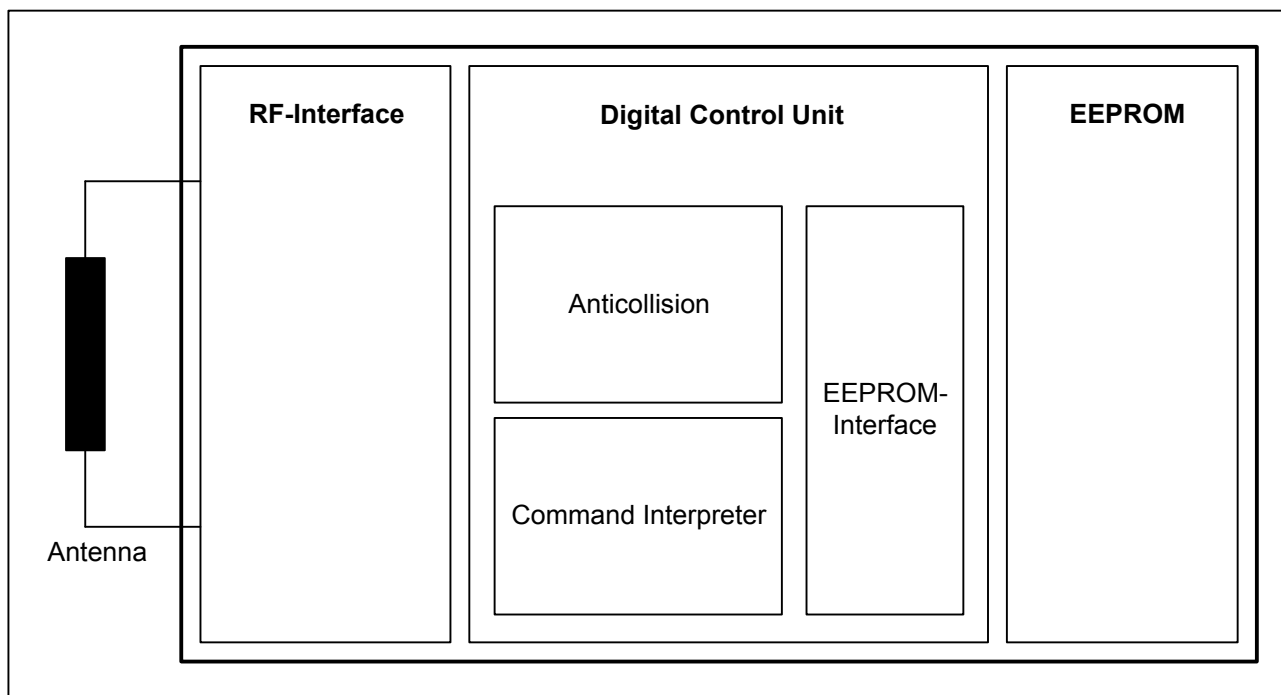 RF-Interface
Digital Control Unit
EEPROM
Anticollision
EEPROM-
Interface
Command Interpreter
Antenna